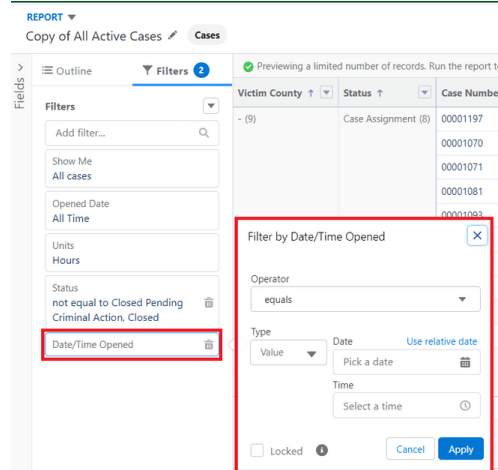 REPORT
Copy of All Active Cases
Cases
Fields
Outline
Filters 2
Previewing a limited number of records. Run the report
Filters
Add filter...
Show Me
All cases
Opened Date
All Time
Units
Hours
Status
not equal to Closed Pending
Criminal Action, Closed
Date/Time Opened
Victim County Status Case Numbe
- (9) Case Assignment (8) 00001197
00001070
00001071
00001081
00001093
Filter by Date/Time Opened
Operator
equals
Type
Value
Date Use relative date
Pick a date
Time
Select a time
Locked
Cancel Apply